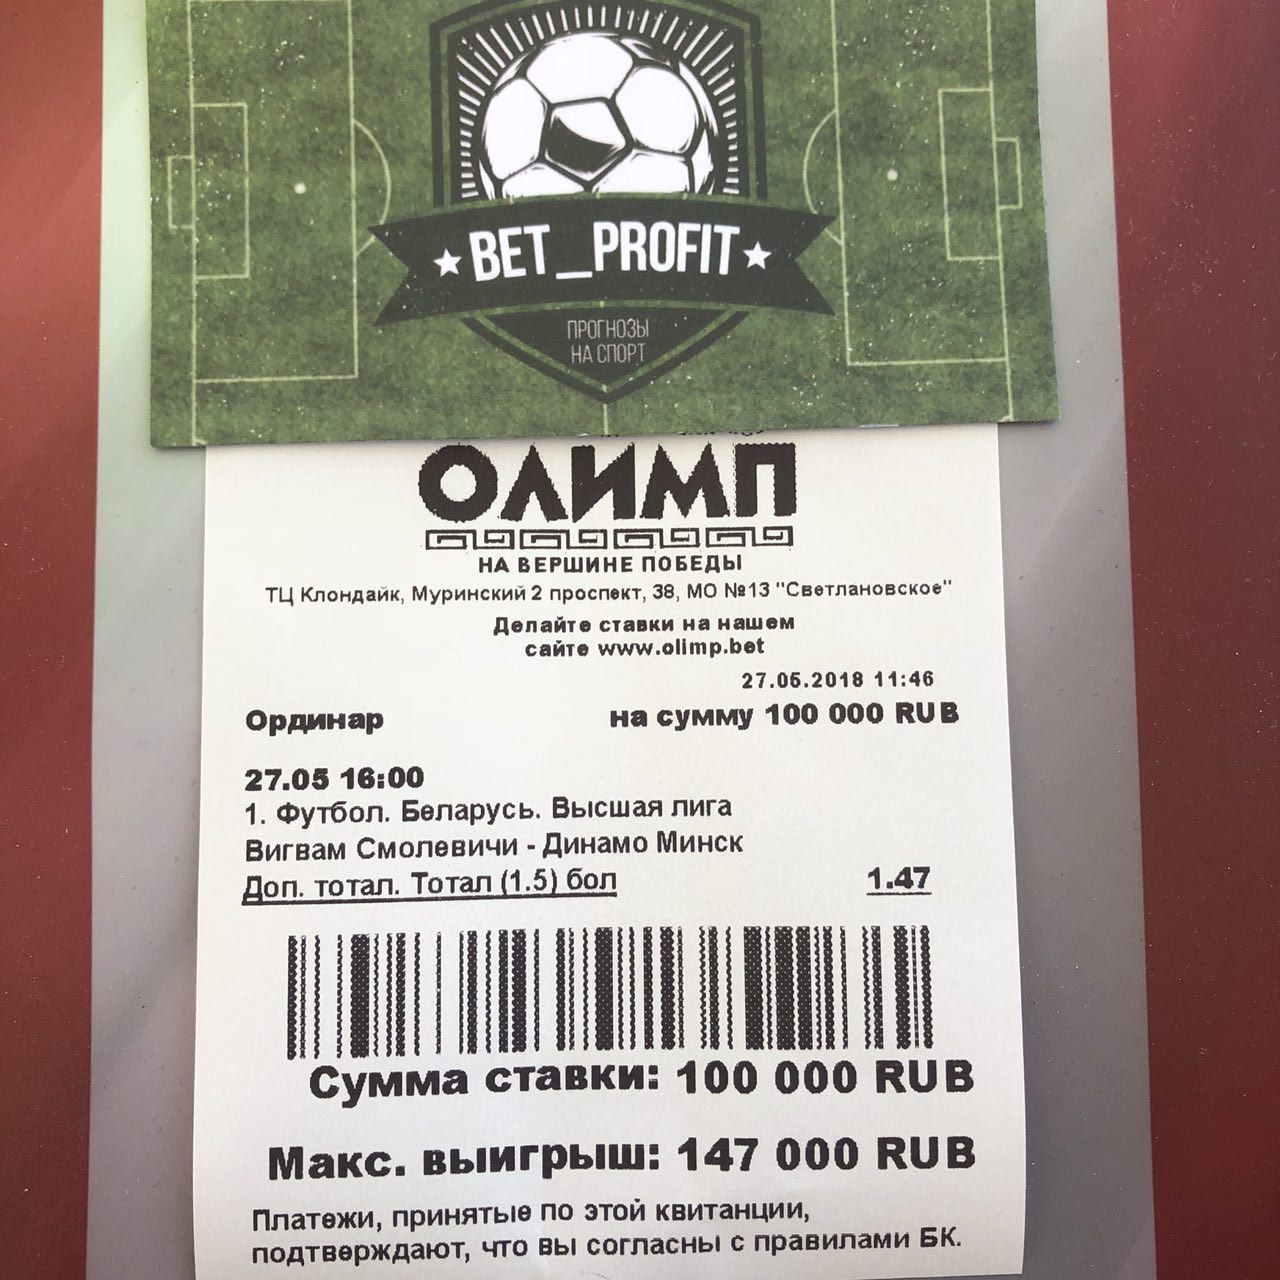 BET_PROFIT
ПРОГНОЗЫ
НА СПОРТ
ОЛИМП
НА ВЕРШИНЕ ПОБЕДЫ
ТЦ Клондайк, Муринский 2 проспект, 38, МО №13 "Светлановское"
Делайте ставки на нашем
сайте www.olimp.bet
27.05.2018 11:46
Ординар на сумму 100 000 RUB
27.05 16:00
1. Футбол. Беларусь. Высшая лига
Вигвам Смолевичи - Динамо Минск
Доп. тотал. Тотал (1.5) бол 1.47
Сумма ставки: 100 000 RUB
Макс. выигрыш: 147 000 RUB
Платежи, принятые по этой квитанции,
подтверждают, что вы согласны с правилами БК.